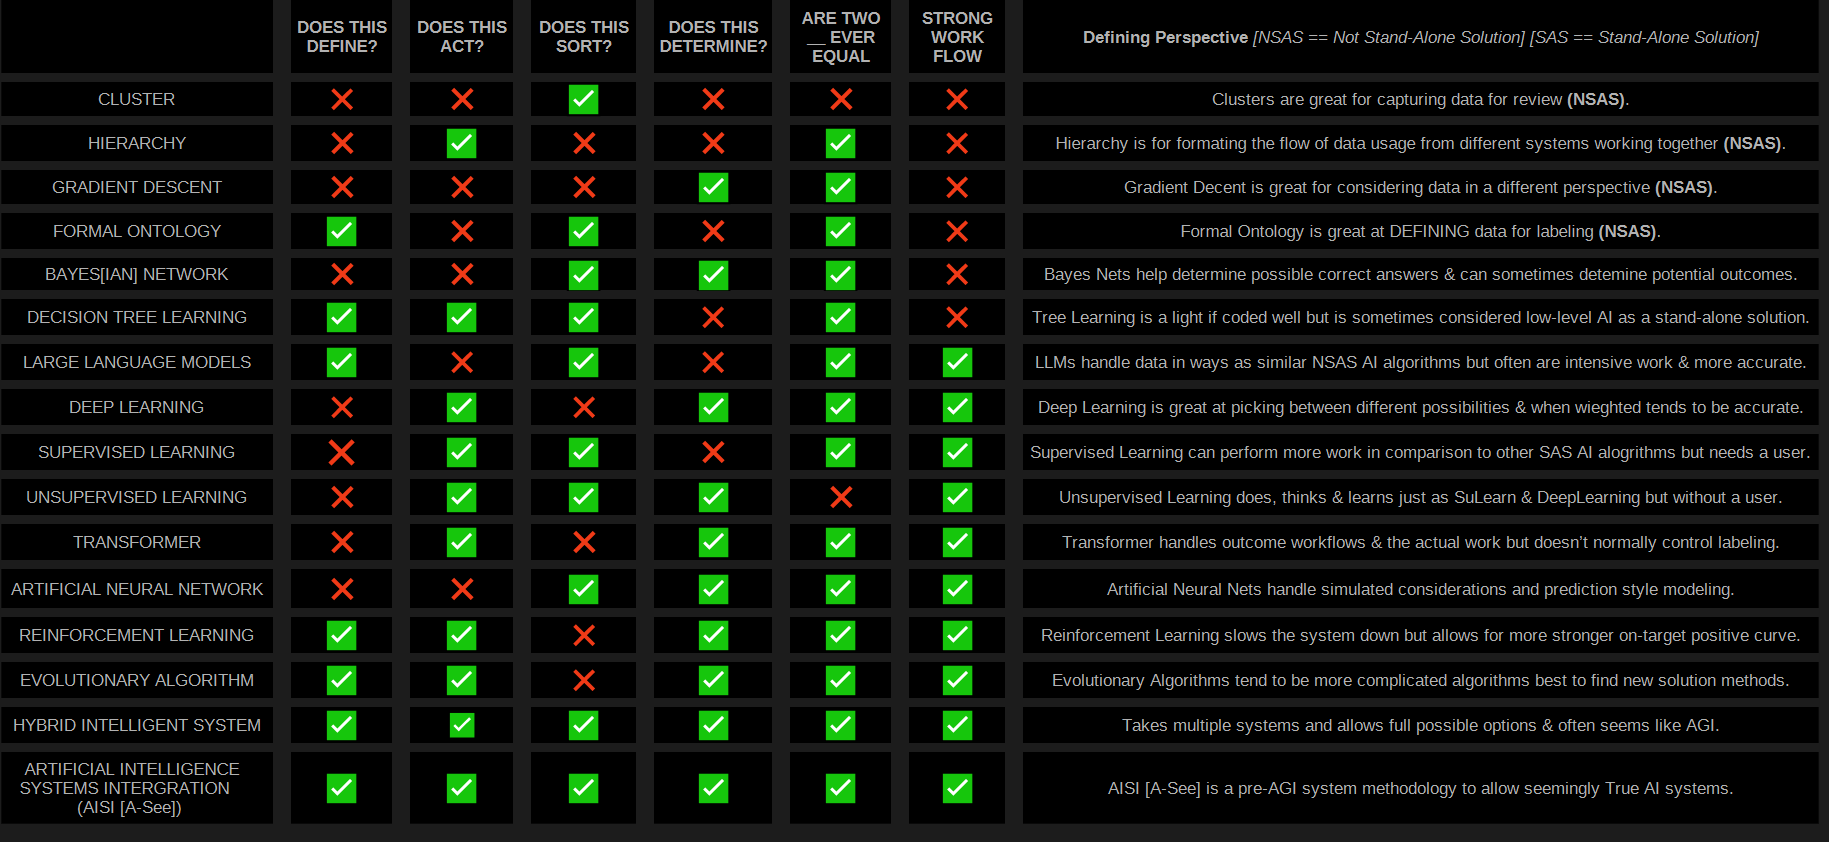 DOES THIS DEFINE?
DOES THIS ACT?
DOES THIS SORT?
DOES THIS DETERMINE?
ARE TWO __ EVER EQUAL
STRONG WORK FLOW
Defining Perspective [NSAS == Not Stand-Alone Solution] [SAS == Stand-Alone Solution]
CLUSTER
Clusters are great for capturing data for review (NSAS).
HIERARCHY
Hierarchy is for formating the flow of data usage from different systems working together (NSAS).
GRADIENT DESCENT
Gradient Decent is great for considering data in a different perspective (NSAS).
FORMAL ONTOLOGY
Formal Ontology is great at DEFINING data for labeling (NSAS).
BAYES[IAN] NETWORK
Bayes Nets help determine possible correct answers & can sometimes detemine potential outcomes.
DECISION TREE LEARNING
Tree Learning is a light if coded well but is sometimes considered low-level AI as a stand-alone solution.
LARGE LANGUAGE MODELS
LLMs handle data in ways as similar NSAS AI algorithms but often are intensive work & more accurate.
DEEP LEARNING
Deep Learning is great at picking between different possibilities & when wieghted tends to be accurate.
SUPERVISED LEARNING
Supervised Learning can perform more work in comparison to other SAS AI alogrithms but needs a user.
UNSUPERVISED LEARNING
Unsupervised Learning does, thinks & learns just as SuLearn & DeepLearning but without a user.
TRANSFORMER
Transformer handles outcome workflows & the actual work but doesn’t normally control labeling.
ARTIFICIAL NEURAL NETWORK
Artificial Neural Nets handle simulated considerations and prediction style modeling.
REINFORCEMENT LEARNING
Reinforcement Learning slows the system down but allows for more stronger on-target positive curve.
EVOLUTIONARY ALGORITHM
Evolutionary Algorithms tend to be more complicated algorithms best to find new solution methods.
HYBRID INTELLIGENT SYSTEM
Takes multiple systems and allows full possible options & often seems like AGI.
ARTIFICIAL INTELLIGENCE
SYSTEMS INTERGRATION
(AISI [A-See])
AISI [A-See] is a pre-AGI system methodology to allow seemingly True AI systems.